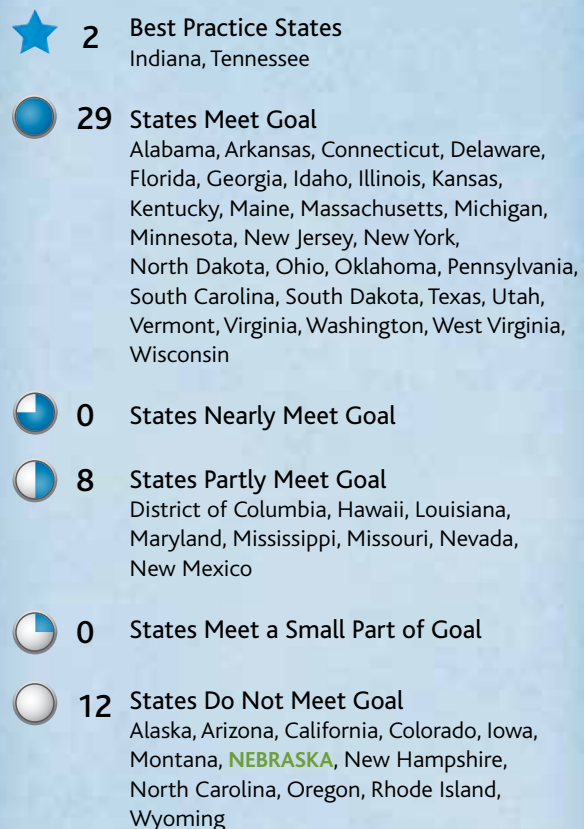 2 Best Practice States
Indiana, Tennessee
29 States Meet Goal
Alabama, Arkansas, Connecticut, Delaware,
Florida, Georgia, Idaho, Illinois, Kansas,
Kentucky, Maine, Massachusetts, Michigan,
Minnesota, New Jersey, New York,
North Dakota, Ohio, Oklahoma, Pennsylvania,
South Carolina, South Dakota, Texas, Utah,
Vermont, Virginia, Washington, West Virginia,
Wisconsin
0 States Nearly Meet Goal
8 States Partly Meet Goal
District of Columbia, Hawaii, Louisiana,
Maryland, Mississippi, Missouri, Nevada,
New Mexico
0 States Meet a Small Part of Goal
12 States Do Not Meet Goal
Alaska, Arizona, California, Colorado, Iowa,
Montana, NEBRASKA, New Hampshire,
North Carolina, Oregon, Rhode Island,
Wyoming